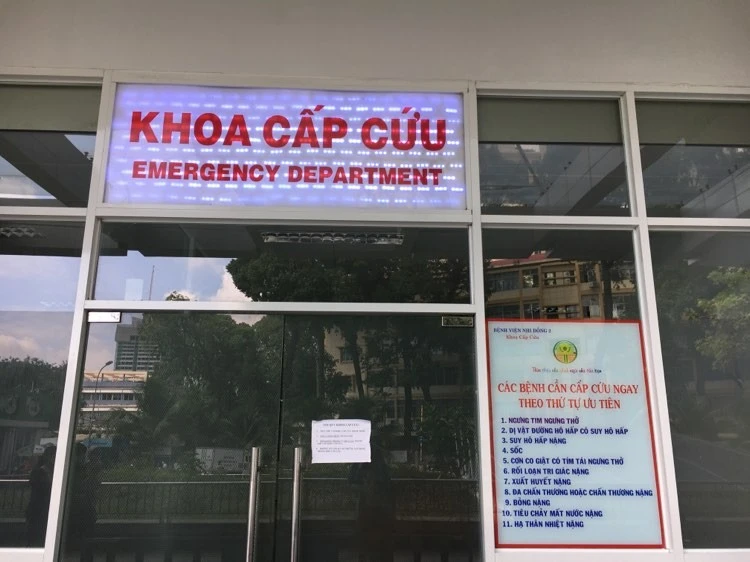 KHOA CẤP CỨU
EMERGENCY DEPARTMENT
BỆNH VIỆN NHI ĐỒNG 2
Khoa Cấp Cứu
CÁC BỆNH CẦN CẤP CỨU NGAY
THEO THỨ TỰ ƯU TIÊN
1. NGƯNG TIM NGƯNG THỞ
2. DỊ VẬT ĐƯỜNG HÔ HẤP CÓ SUY HÔ HẤP
3. SUY HÔ HẤP NẶNG
4. SỐC
5. CƠN CO GIẬT CÓ TÍM TÁI NGƯNG THỞ
6. RỐI LOẠN TRI GIÁC NẶNG
7. XUẤT HUYẾT NẶNG
8. ĐA CHẤN THƯƠNG HOẶC CHẤN THƯƠNG NẶNG
9. BỎNG NẶNG
10. TIÊU CHẢY MẤT NƯỚC NẶNG
11. HẠ THÂN NHIỆT NẶNG